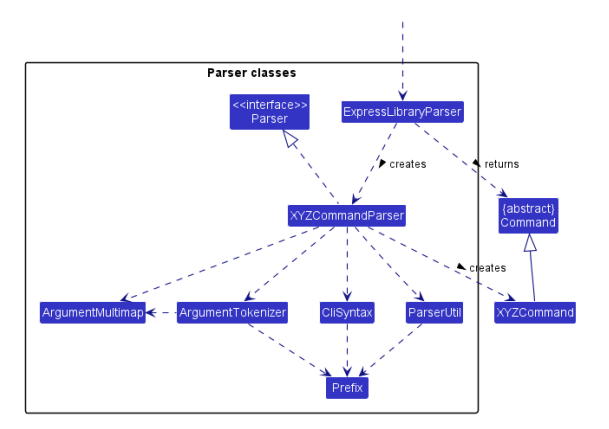 Parser classes
<<interface>>
Parser
ExpressLibraryParser
creates
returns
{abstract}
Command
XYZCommandParser
creates
ArgumentMultimap
ArgumentTokenizer
CliSyntax
ParserUtil
XYZCommand
Prefix